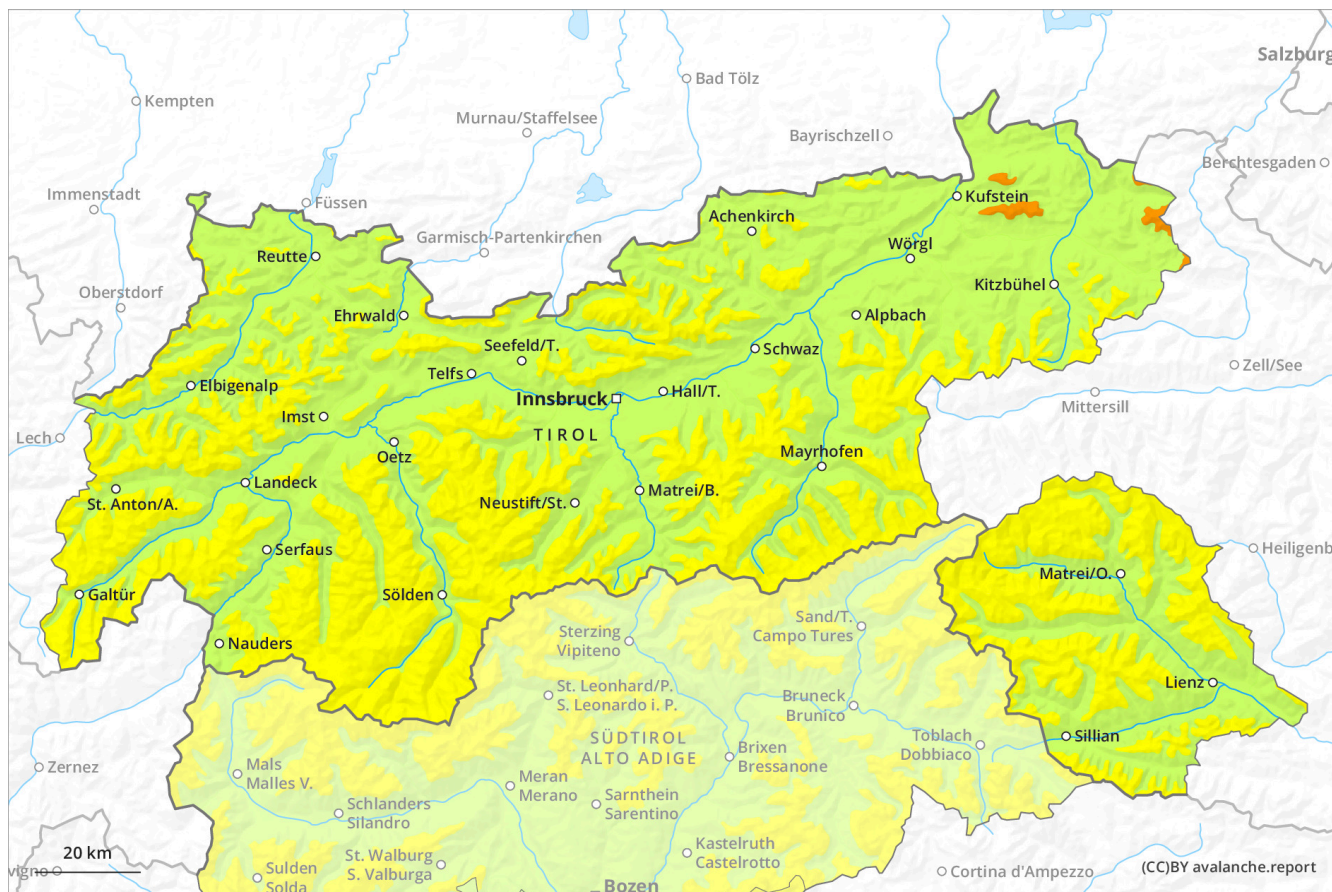 Salzburg
Bad Tölz
Kempten
Murnau/Staffelsee
Bayrischzell
Berchtesgaden
Immenstadt
Füssen
Kufstein
Achenkirch
Garmisch-Partenkirchen
Wörgl
Reutte
Kitzbühel
Oberstdorf
Ehrwald
Alpbach
Seefeld/T.
Schwaz
Zell/See
Telfs
Elbigenalp
Innsbruck
Hall/T.
Mittersill
Imst
Lech
TIROL
Mayrhofen
Oetz
Landeck
Matrei/B.
St. Anton/A.
Neustift/St.
Serfaus
Heiligenb
Matrei/O.
Galtür
Sölden
Sand/T.
Campo Tures
Sterzing
Vipiteno
Nauders
Lienz
St. Leonhard/P.
S. Leonardo i. P.
Bruneck
Brunico
Sillian
SÜDTIROL
ALTO ADIGE
Toblach
Dobbiaco
Brixen
Bressanone
Zernez
Mals
Malles V.
Meran
Merano
Sarnthein
Sarentino
Schlanders
Silandro
Kastelruth
Castelrotto
20 km
St. Walburg
S. Valburga
vigno
Sulden
Solda
Cortina d'Ampezzo
(CC)BY avalanche.report
Bozen